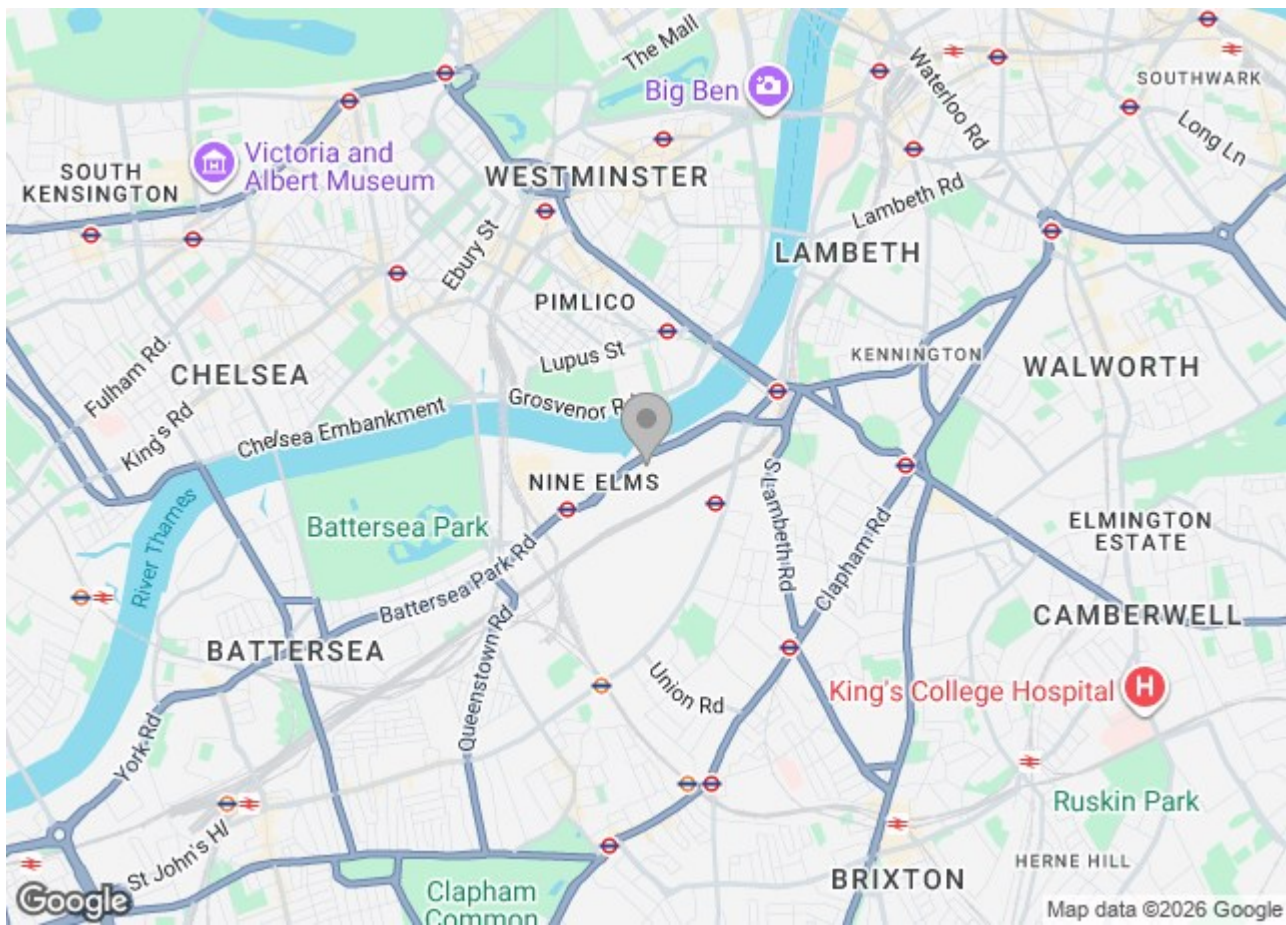 The Mall
Big Ben
Waterloo Rd
SOUTHWARK
Long Ln
Victoria and
Albert Museum
SOUTH
KENSINGTON
WESTMINSTER
Lambeth Rd
Ebury St
LAMBETH
PIMLICO
Lupus St
KENNINGTON
WALWORTH
Fulham Rd.
CHELSEA
King's Rd
Chelsea Embankment
Grosvenor Rd
NINE ELMS
S Lambeth Rd
Clapham Rd
Battersea Park
River Thames
Battersea Park Rd
ELMINGTON
ESTATE
CAMBERWELL
BATTERSEA
Queenstown Rd
Union Rd
King's College Hospital
H
York Rd
St John's Hl
Ruskin Park
HERNE HILL
BRIXTON
Clapham
Common
Google
Map data ©2026 Google